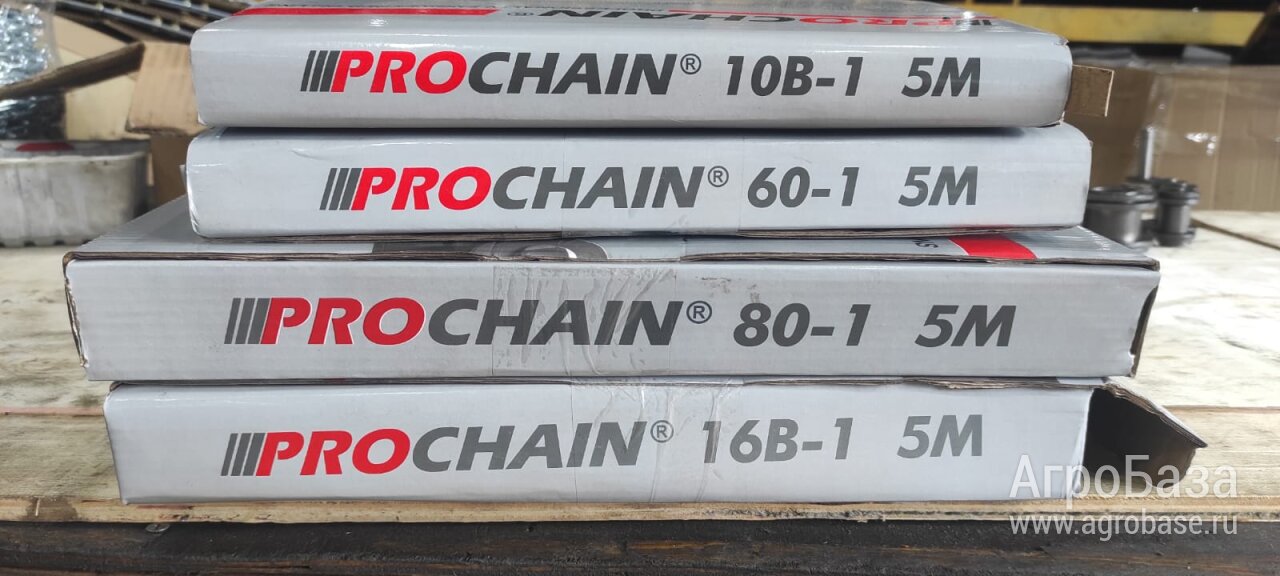 PROCHAIN
PROCHAIN® 10B-1 5M
PROCHAIN® 60-1 5M
PROCHAIN® 80-1 5M
PROCHAIN® 16B-1 5M
АгроБаза
www.agrobase.ru